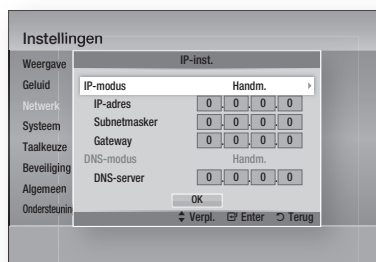 Instellingen
IP-inst.
Weergave
Geluid
Netwerk
Systeem
Taalkeuze
Beveiliging
Algemeen
Ondersteunin
IP-modus Handm.
IP-adres 0 . 0 . 0 . 0
Subnetmasker 0 . 0 . 0 . 0
Gateway 0 . 0 . 0 . 0
DNS-modus Handm.
DNS-server 0 . 0 . 0 . 0
OK
Verpl. Enter Terug